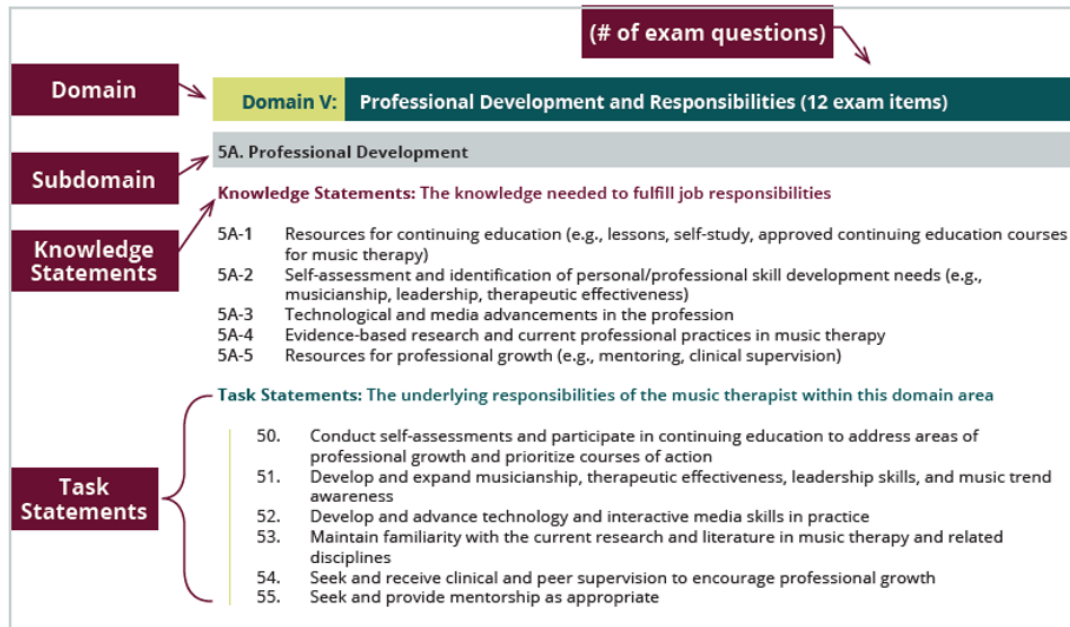 (# of exam questions)
Domain
Domain V: Professional Development and Responsibilities (12 exam items)
Subdomain
5A. Professional Development
Knowledge Statements
Knowledge Statements: The knowledge needed to fulfill job responsibilities
5A-1 Resources for continuing education (e.g., lessons, self-study, approved continuing education courses
for music therapy)
5A-2 Self-assessment and identification of personal/professional skill development needs (e.g.,
musicianship, leadership, therapeutic effectiveness)
5A-3 Technological and media advancements in the profession
5A-4 Evidence-based research and current professional practices in music therapy
5A-5 Resources for professional growth (e.g., mentoring, clinical supervision)
Task Statements
Task Statements: The underlying responsibilities of the music therapist within this domain area
50. Conduct self-assessments and participate in continuing education to address areas of
professional growth and prioritize courses of action
51. Develop and expand musicianship, therapeutic effectiveness, leadership skills, and music trend
awareness
52. Develop and advance technology and interactive media skills in practice
53. Maintain familiarity with the current research and literature in music therapy and related
disciplines
54. Seek and receive clinical and peer supervision to encourage professional growth
55. Seek and provide mentorship as appropriate